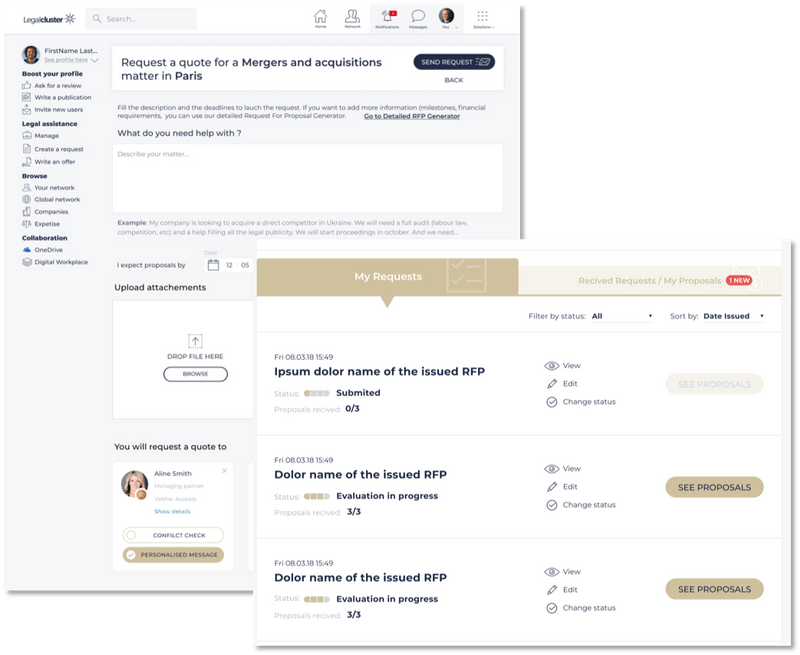 Legalcluster
Search...
Home
Network
Notifications
Messages
You
Solutions
FirstName Last...
See profile here
Boost your profile
Ask for a review
Write a publication
Invite new users
Legal assistance
Manage
Create a request
Write an offer
Browse
Your network
Global network
Companies
Expetise
Collaboration
OneDrive
Digital Workplace
Request a quote for a Mergers and acquisitions
matter in Paris
SEND REQUEST
BACK
Fill the description and the deadlines to lauch the request. If you want to add more information (milestones, financial
requirements, you can use our detailed Request For Proposal Generator. Go to Detailed RFP Generator
What do you need help with ?
Describe your matter...
Example: My company is looking to acquire a direct competitor in Ukraine. We will need a full audit (labour law,
competition, etc) and a help filling all the legal publicity. We will start proceedings in october. And we need...
Date
I expect proposals by 12 05
Upload attachements
DROP FILE HERE
BROWSE
You will request a quote to
Aline Smith
Managing partner
Valther Avocats
Show details
CONFILCT CHECK
PERSONALISED MESSAGE
My Requests
Recived Requests / My Proposals 1 NEW
Filter by status: All
Sort by: Date Issued
Fri 08.03.18 15:49
Ipsum dolor name of the issued RFP
Status: Submited
Proposals recived: 0/3
View
Edit
Change status
SEE PROPOSALS
Fri 08.03.18 15:49
Dolor name of the issued RFP
Status: Evaluation in progress
Proposals recived: 3/3
View
Edit
Change status
SEE PROPOSALS
Fri 08.03.18 15:49
Dolor name of the issued RFP
Status: Evaluation in progress
Proposals recived: 3/3
View
Edit
Change status
SEE PROPOSALS